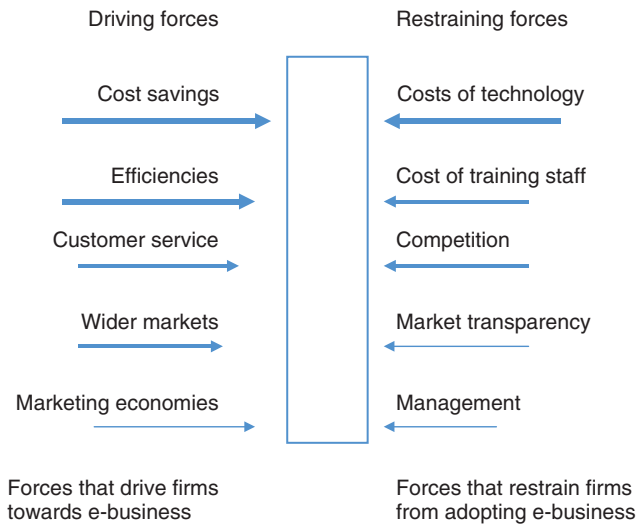 Driving forces
Restraining forces
Cost savings
Costs of technology
Efficiencies
Cost of training staff
Customer service
Competition
Wider markets
Market transparency
Marketing economies
Management
Forces that drive firms
towards e-business
Forces that restrain firms
from adopting e-business